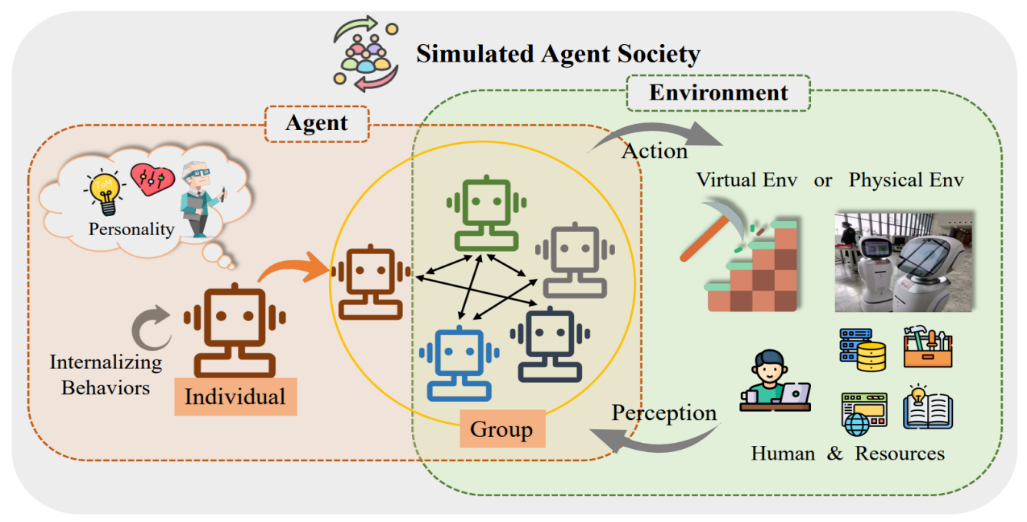 Simulated Agent Society
Environment
Agent
Action
Virtual Env or Physical Env
Personality
Internalizing
Behaviors
Individual
Group
Perception
Human & Resources